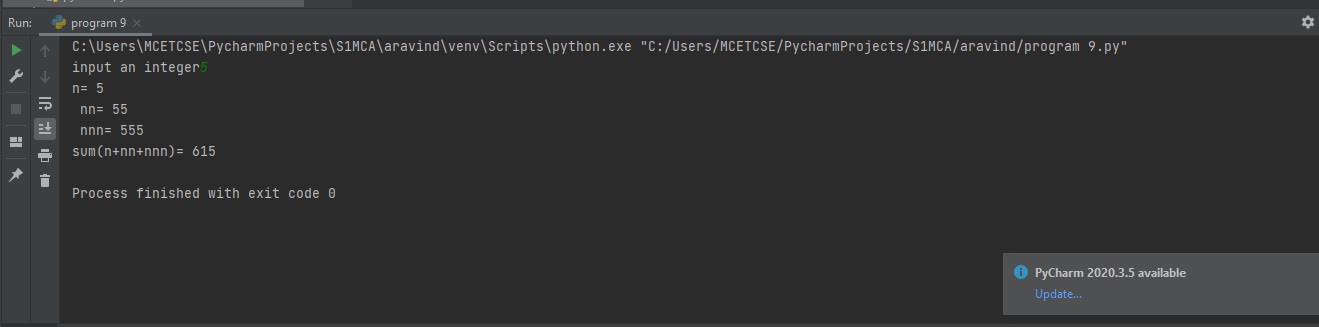 Run: program 9
C:\Users\MCETCSE\PycharmProjects\S1MCA\aravind\venv\Scripts\python.exe "C:/Users/MCETCSE/PycharmProjects/S1MCA/aravind/program 9.py"
input an integer5
n= 5
nn= 55
nnn= 555
sum(n+nn+nnn)= 615
Process finished with exit code 0
PyCharm 2020.3.5 available
Update...